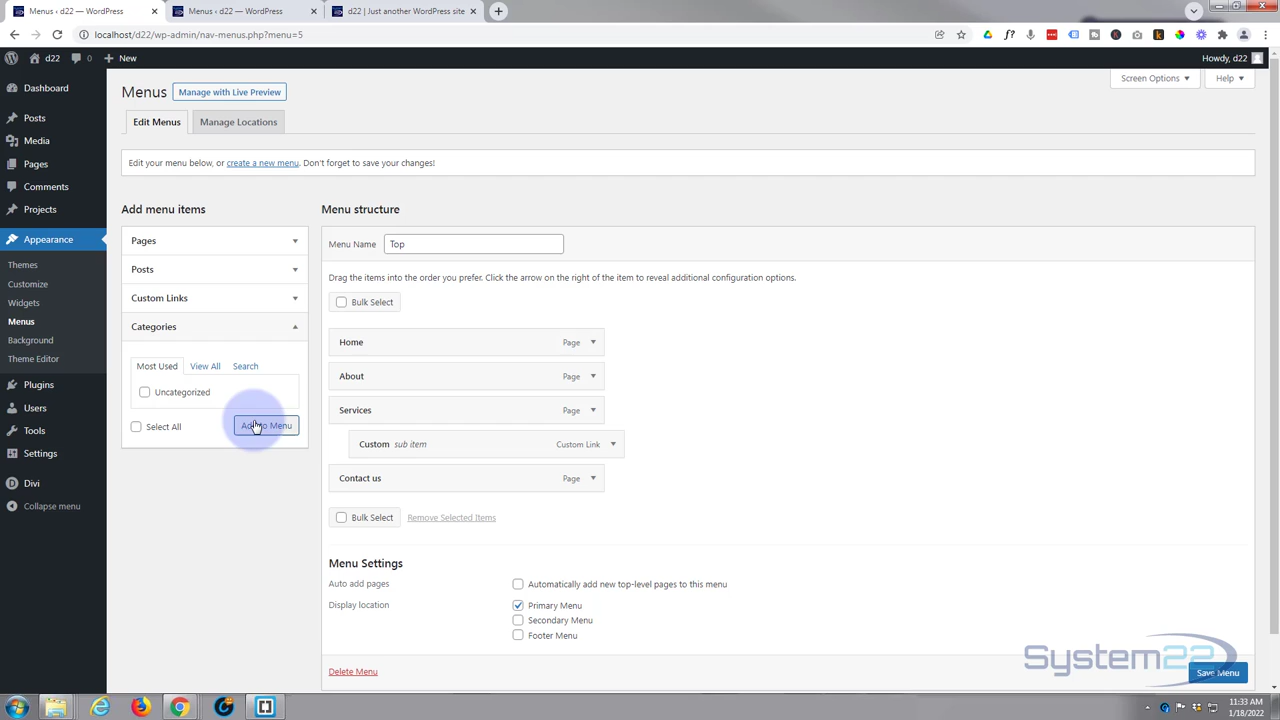 Menus ‹ d22 — WordPress
Menus ‹ d22 — WordPress
d22 | Just another WordPress site
localhost/d22/wp-admin/nav-menus.php?menu=5
d22
0
New
Howdy, d22
Dashboard
Posts
Media
Pages
Comments
Projects
Appearance
Themes
Customize
Widgets
Menus
Background
Theme Editor
Plugins
Users
Tools
Settings
Divi
Collapse menu
Screen Options
Help
Menus
Manage with Live Preview
Edit Menus
Manage Locations
Edit your menu below, or create a new menu. Don't forget to save your changes!
Add menu items
Pages
Posts
Custom Links
Categories
Most Used
View All
Search
Uncategorized
Select All
Add to Menu
Menu structure
Menu Name
Top
Drag the items into the order you prefer. Click the arrow on the right of the item to reveal additional configuration options.
Bulk Select
Home Page
About Page
Services Page
Custom sub item Custom Link
Contact us Page
Bulk Select
Remove Selected Items
Menu Settings
Auto add pages
Automatically add new top-level pages to this menu
Display location
Primary Menu
Secondary Menu
Footer Menu
Delete Menu
Save Menu
System22
11:33 AM
1/18/2022